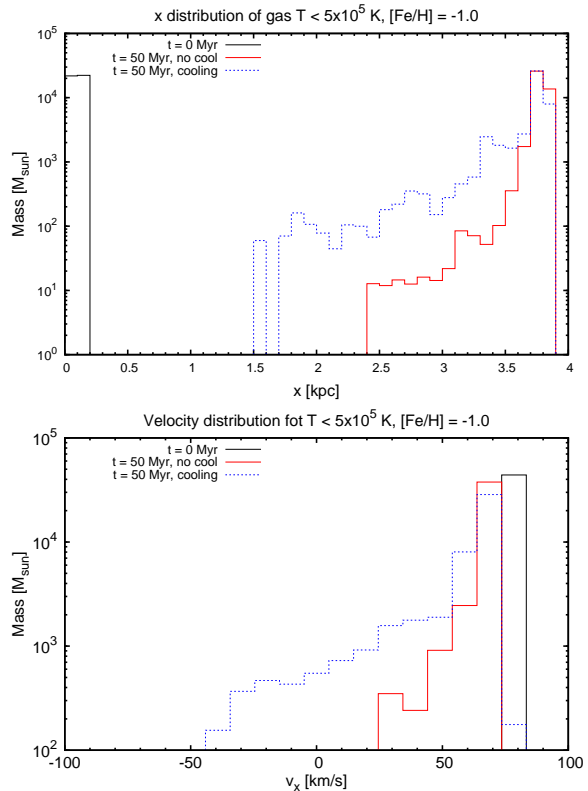 x distribution of gas T < 5x10^5 K, [Fe/H] = -1.0
t = 0 Myr
t = 50 Myr, no cool
t = 50 Myr, cooling
Mass [M_sun]
10^5
10^4
10^3
10^2
10^1
10^0
0 0.5 1 1.5 2 2.5 3 3.5 4
x [kpc]
Velocity distribution fot T < 5x10^5 K, [Fe/H] = -1.0
t = 0 Myr
t = 50 Myr, no cool
t = 50 Myr, cooling
Mass [M_sun]
10^5
10^4
10^3
10^2
-100 -50 0 50 100
v_x [km/s]